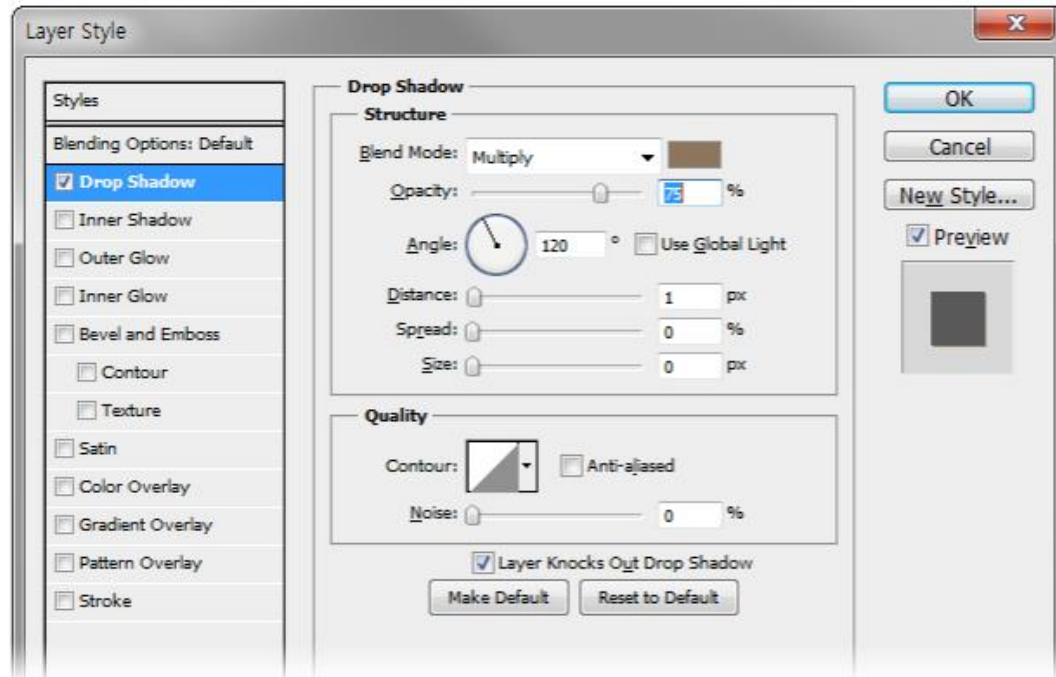 Layer Style
Styles
Blending Options: Default
Drop Shadow
Inner Shadow
Outer Glow
Inner Glow
Bevel and Emboss
Contour
Texture
Satin
Color Overlay
Gradient Overlay
Pattern Overlay
Stroke
Drop Shadow
Structure
Blend Mode: Multiply
Opacity: 75 %
Angle: 120 ° Use Global Light
Distance: 1 px
Spread: 0 %
Size: 0 px
Quality
Contour: Anti-aliased
Noise: 0 %
Layer Knocks Out Drop Shadow
Make Default Reset to Default
OK
Cancel
New Style...
Preview